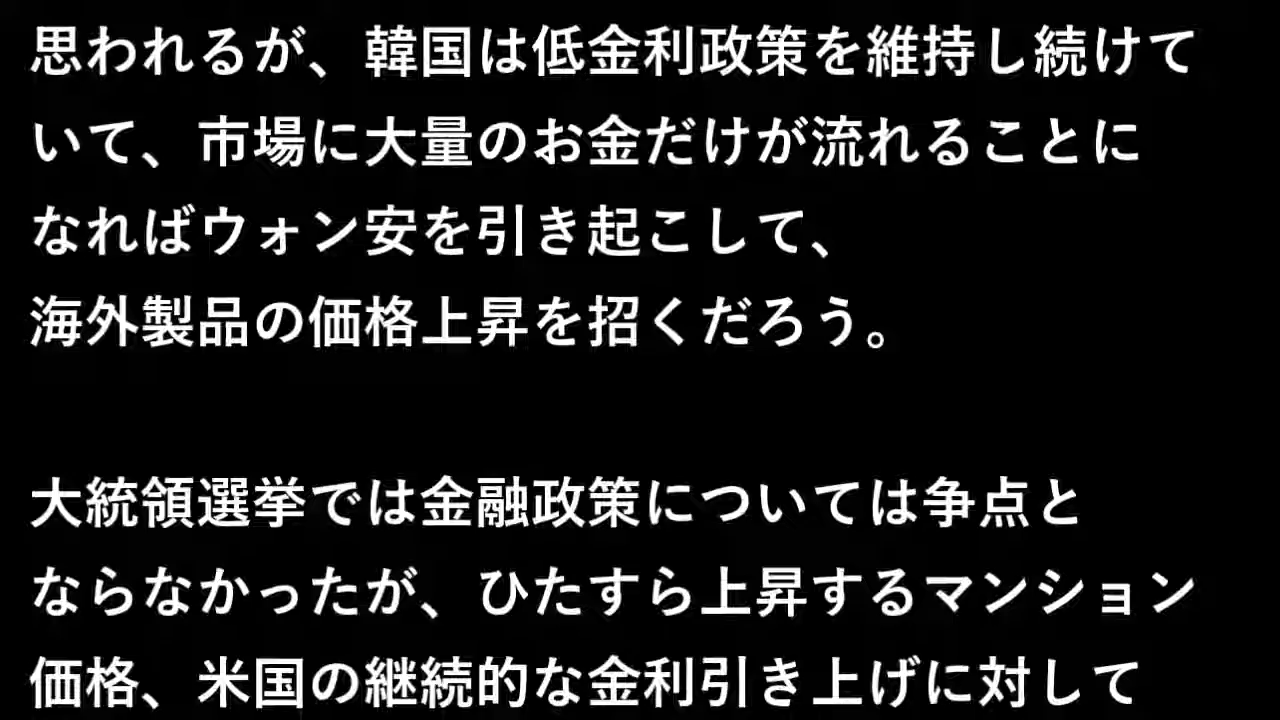 思われるが、韓国は低金利政策を維持し続けて
いて、市場に大量のお金だけが流れることに
なればウォン安を引き起こして、
海外製品の価格上昇を招くだろう。
大統領選挙では金融政策については争点と
ならなかったが、ひたすら上昇するマンション
価格、米国の継続的な金利引き上げに対して